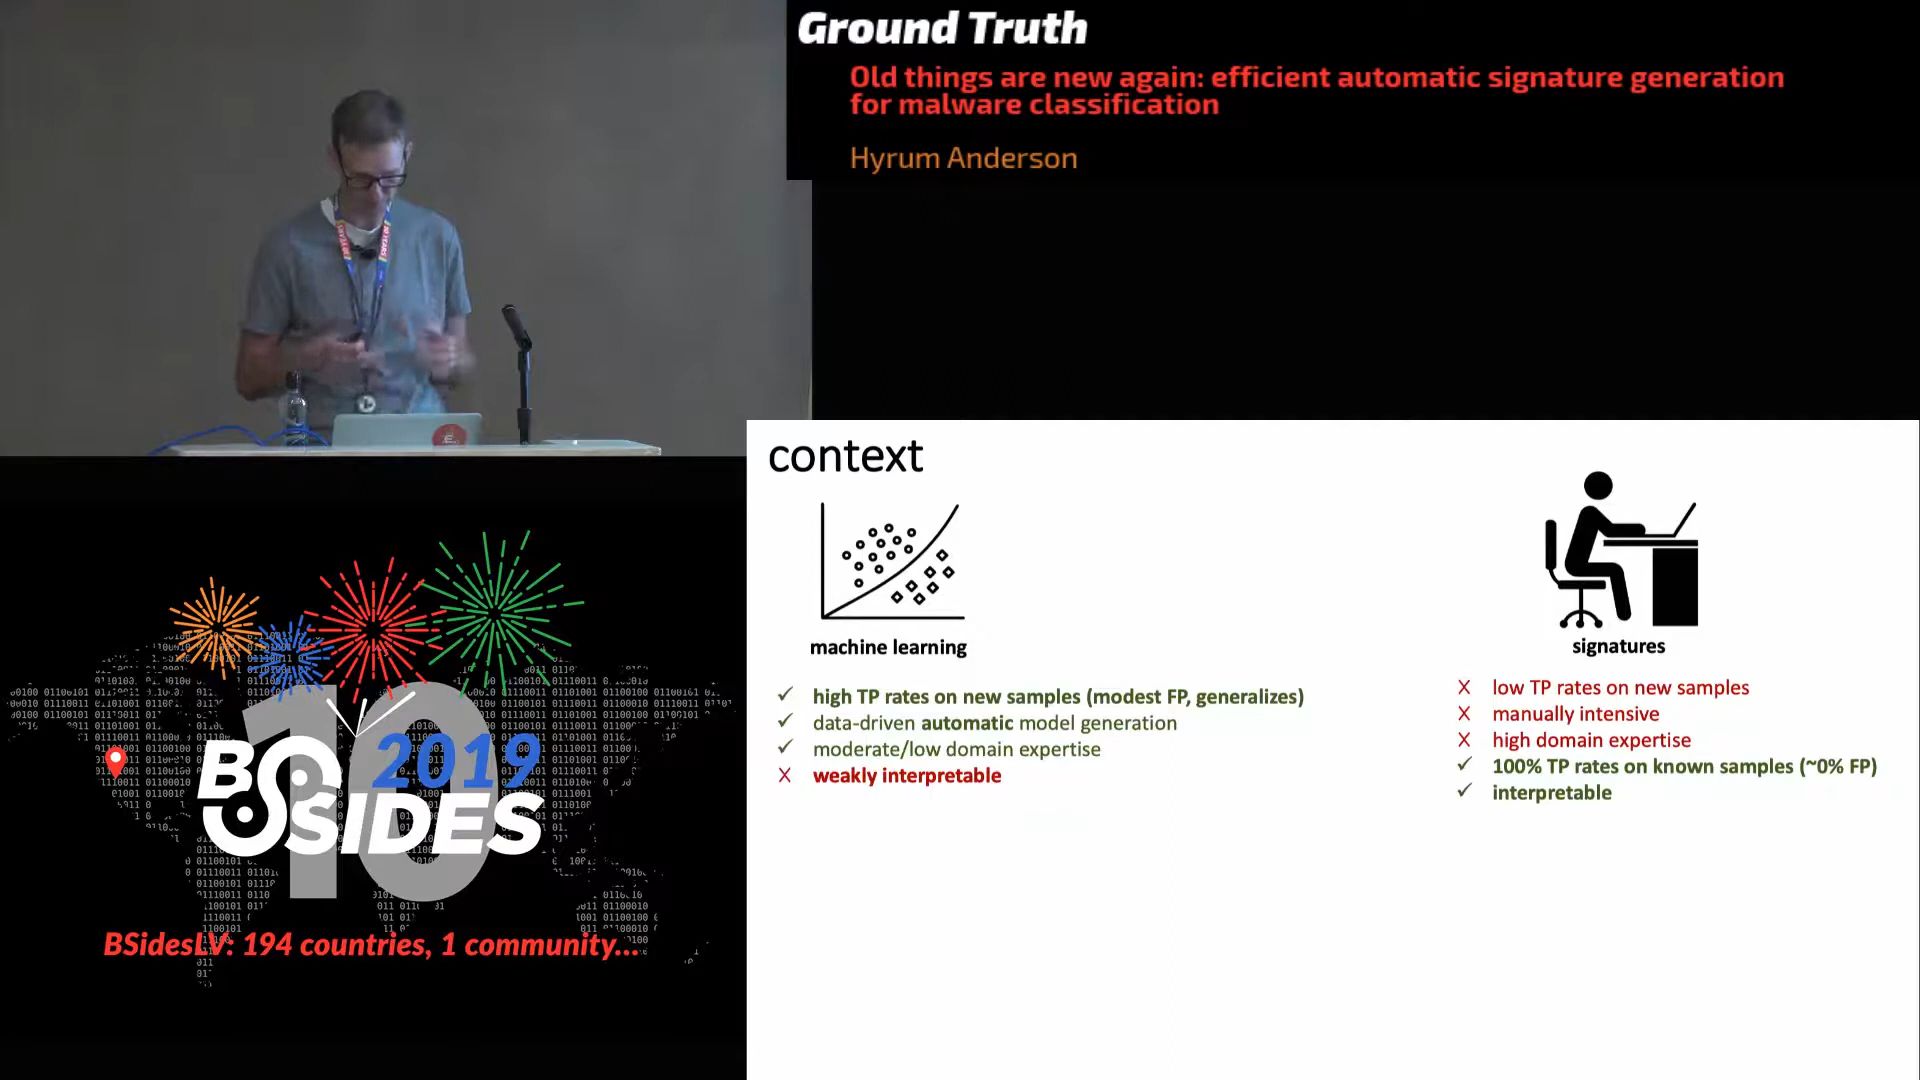 Ground Truth
Old things are new again: efficient automatic signature generation
for malware classification
Hyrum Anderson
context
machine learning
✓ high TP rates on new samples (modest FP, generalizes)
✓ data-driven automatic model generation
✓ moderate/low domain expertise
X weakly interpretable
signatures
X low TP rates on new samples
X manually intensive
X high domain expertise
✓ 100% TP rates on known samples (~0% FP)
✓ interpretable
10
2019
BSIDES
BSidesLV: 194 countries, 1 community...